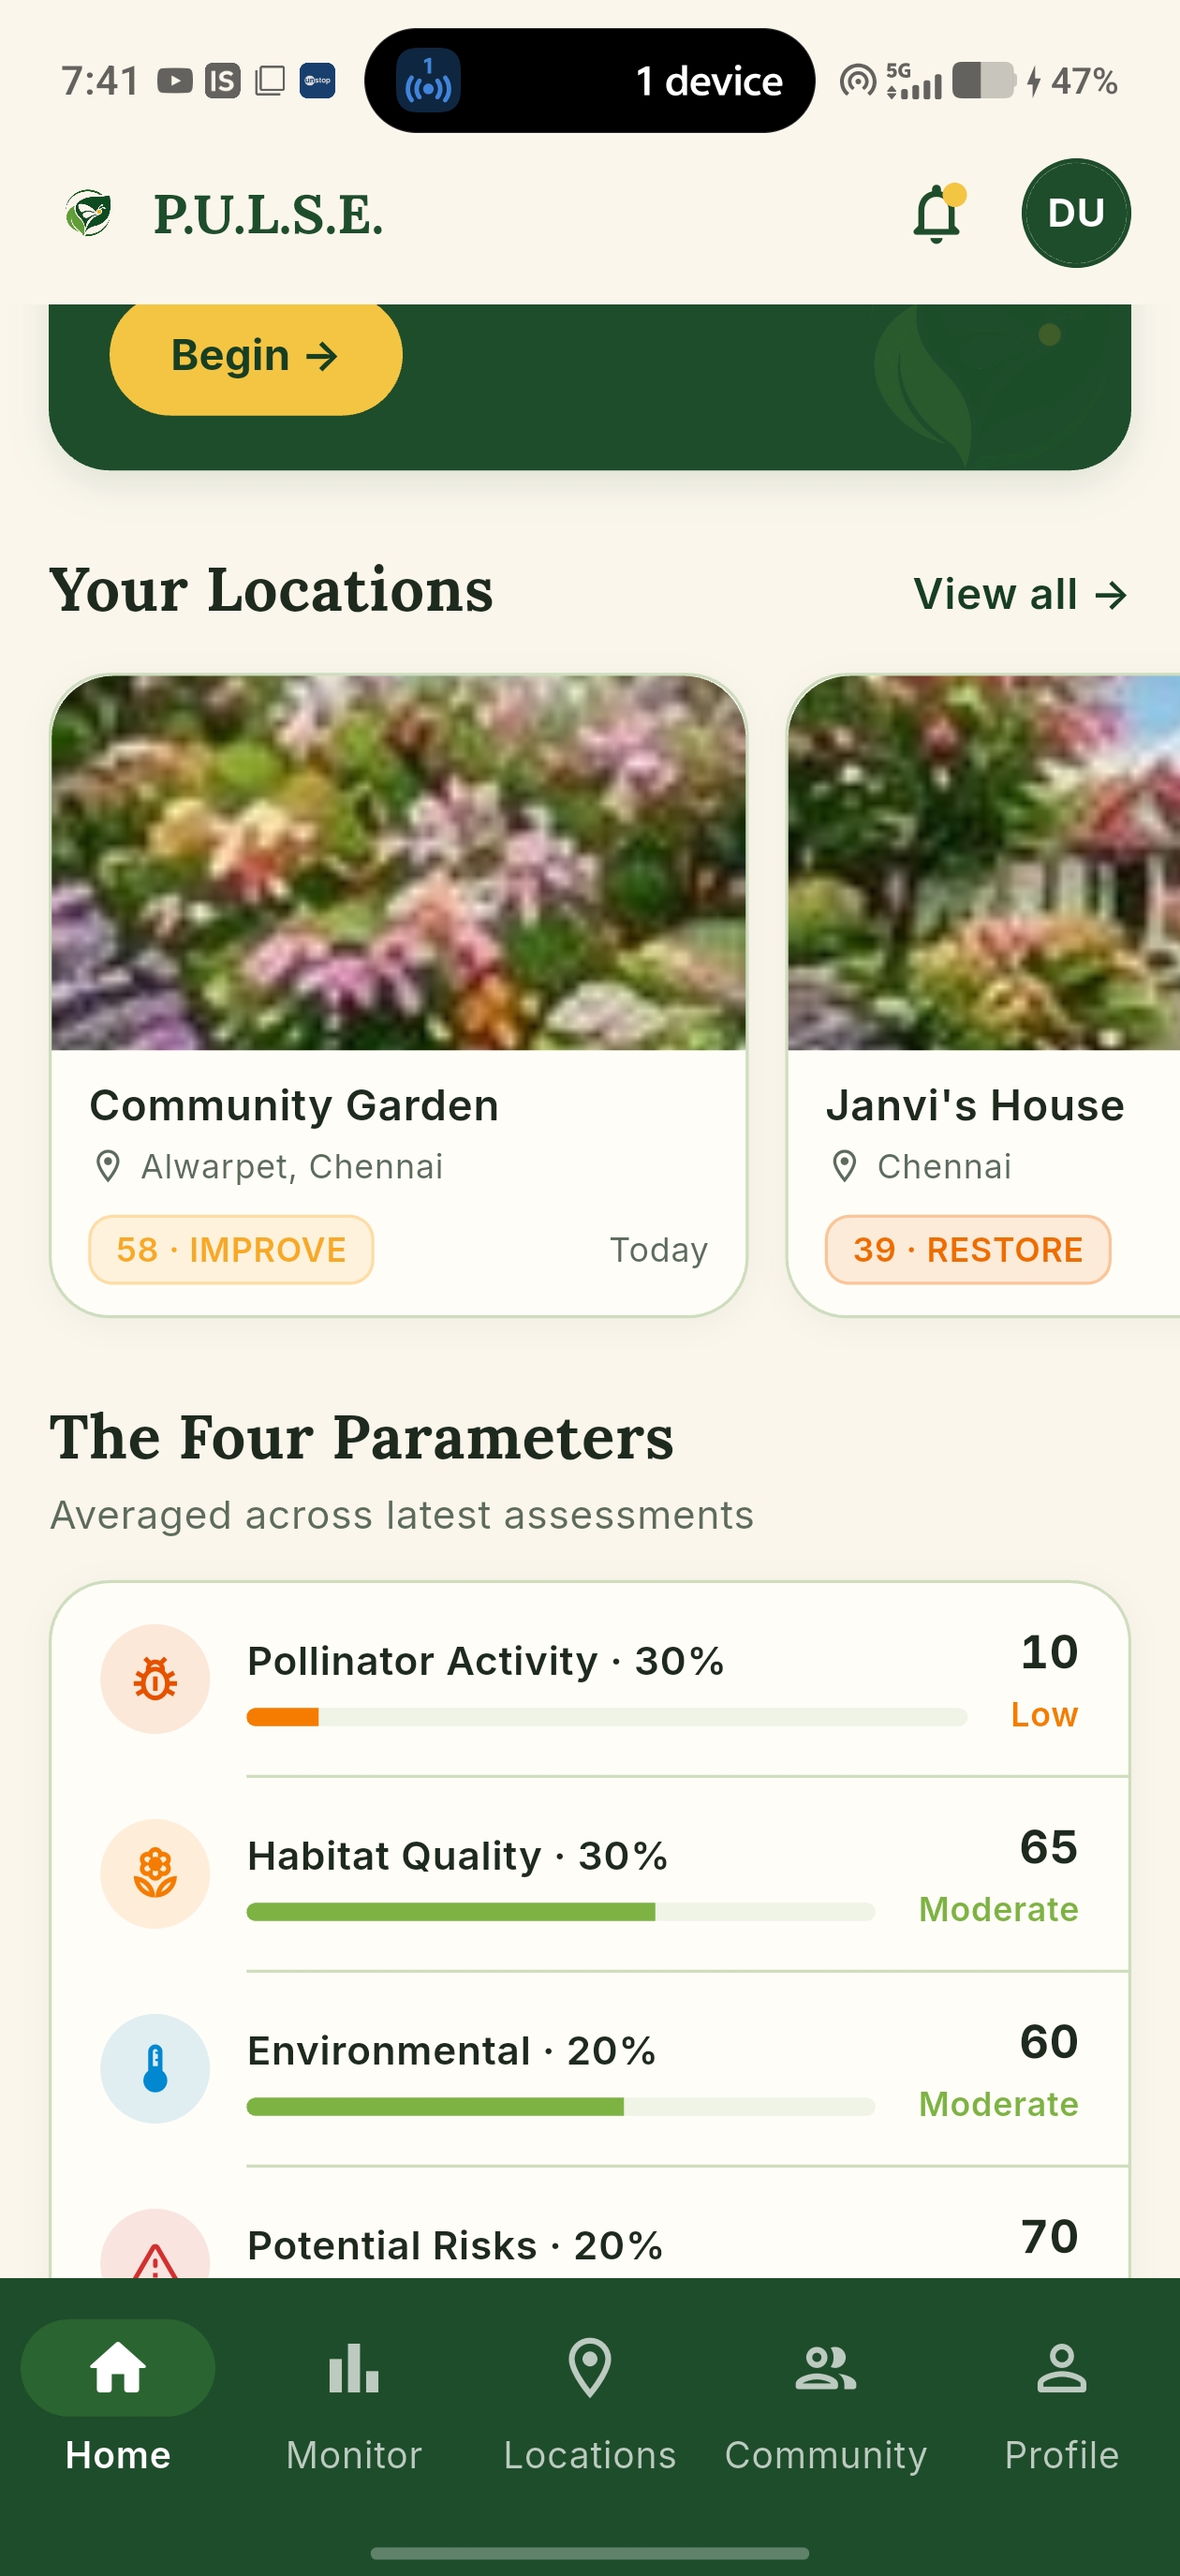 7:41
1
1 device
5G
47%
P.U.L.S.E.
DU
Begin →
Your Locations
View all →
Community Garden
Alwarpet, Chennai
58 · IMPROVE
Today
Janvi's House
Chennai
39 · RESTORE
The Four Parameters
Averaged across latest assessments
Pollinator Activity · 30%
10
Low
Habitat Quality · 30%
65
Moderate
Environmental · 20%
60
Moderate
Potential Risks · 20%
70
Home
Monitor
Locations
Community
Profile